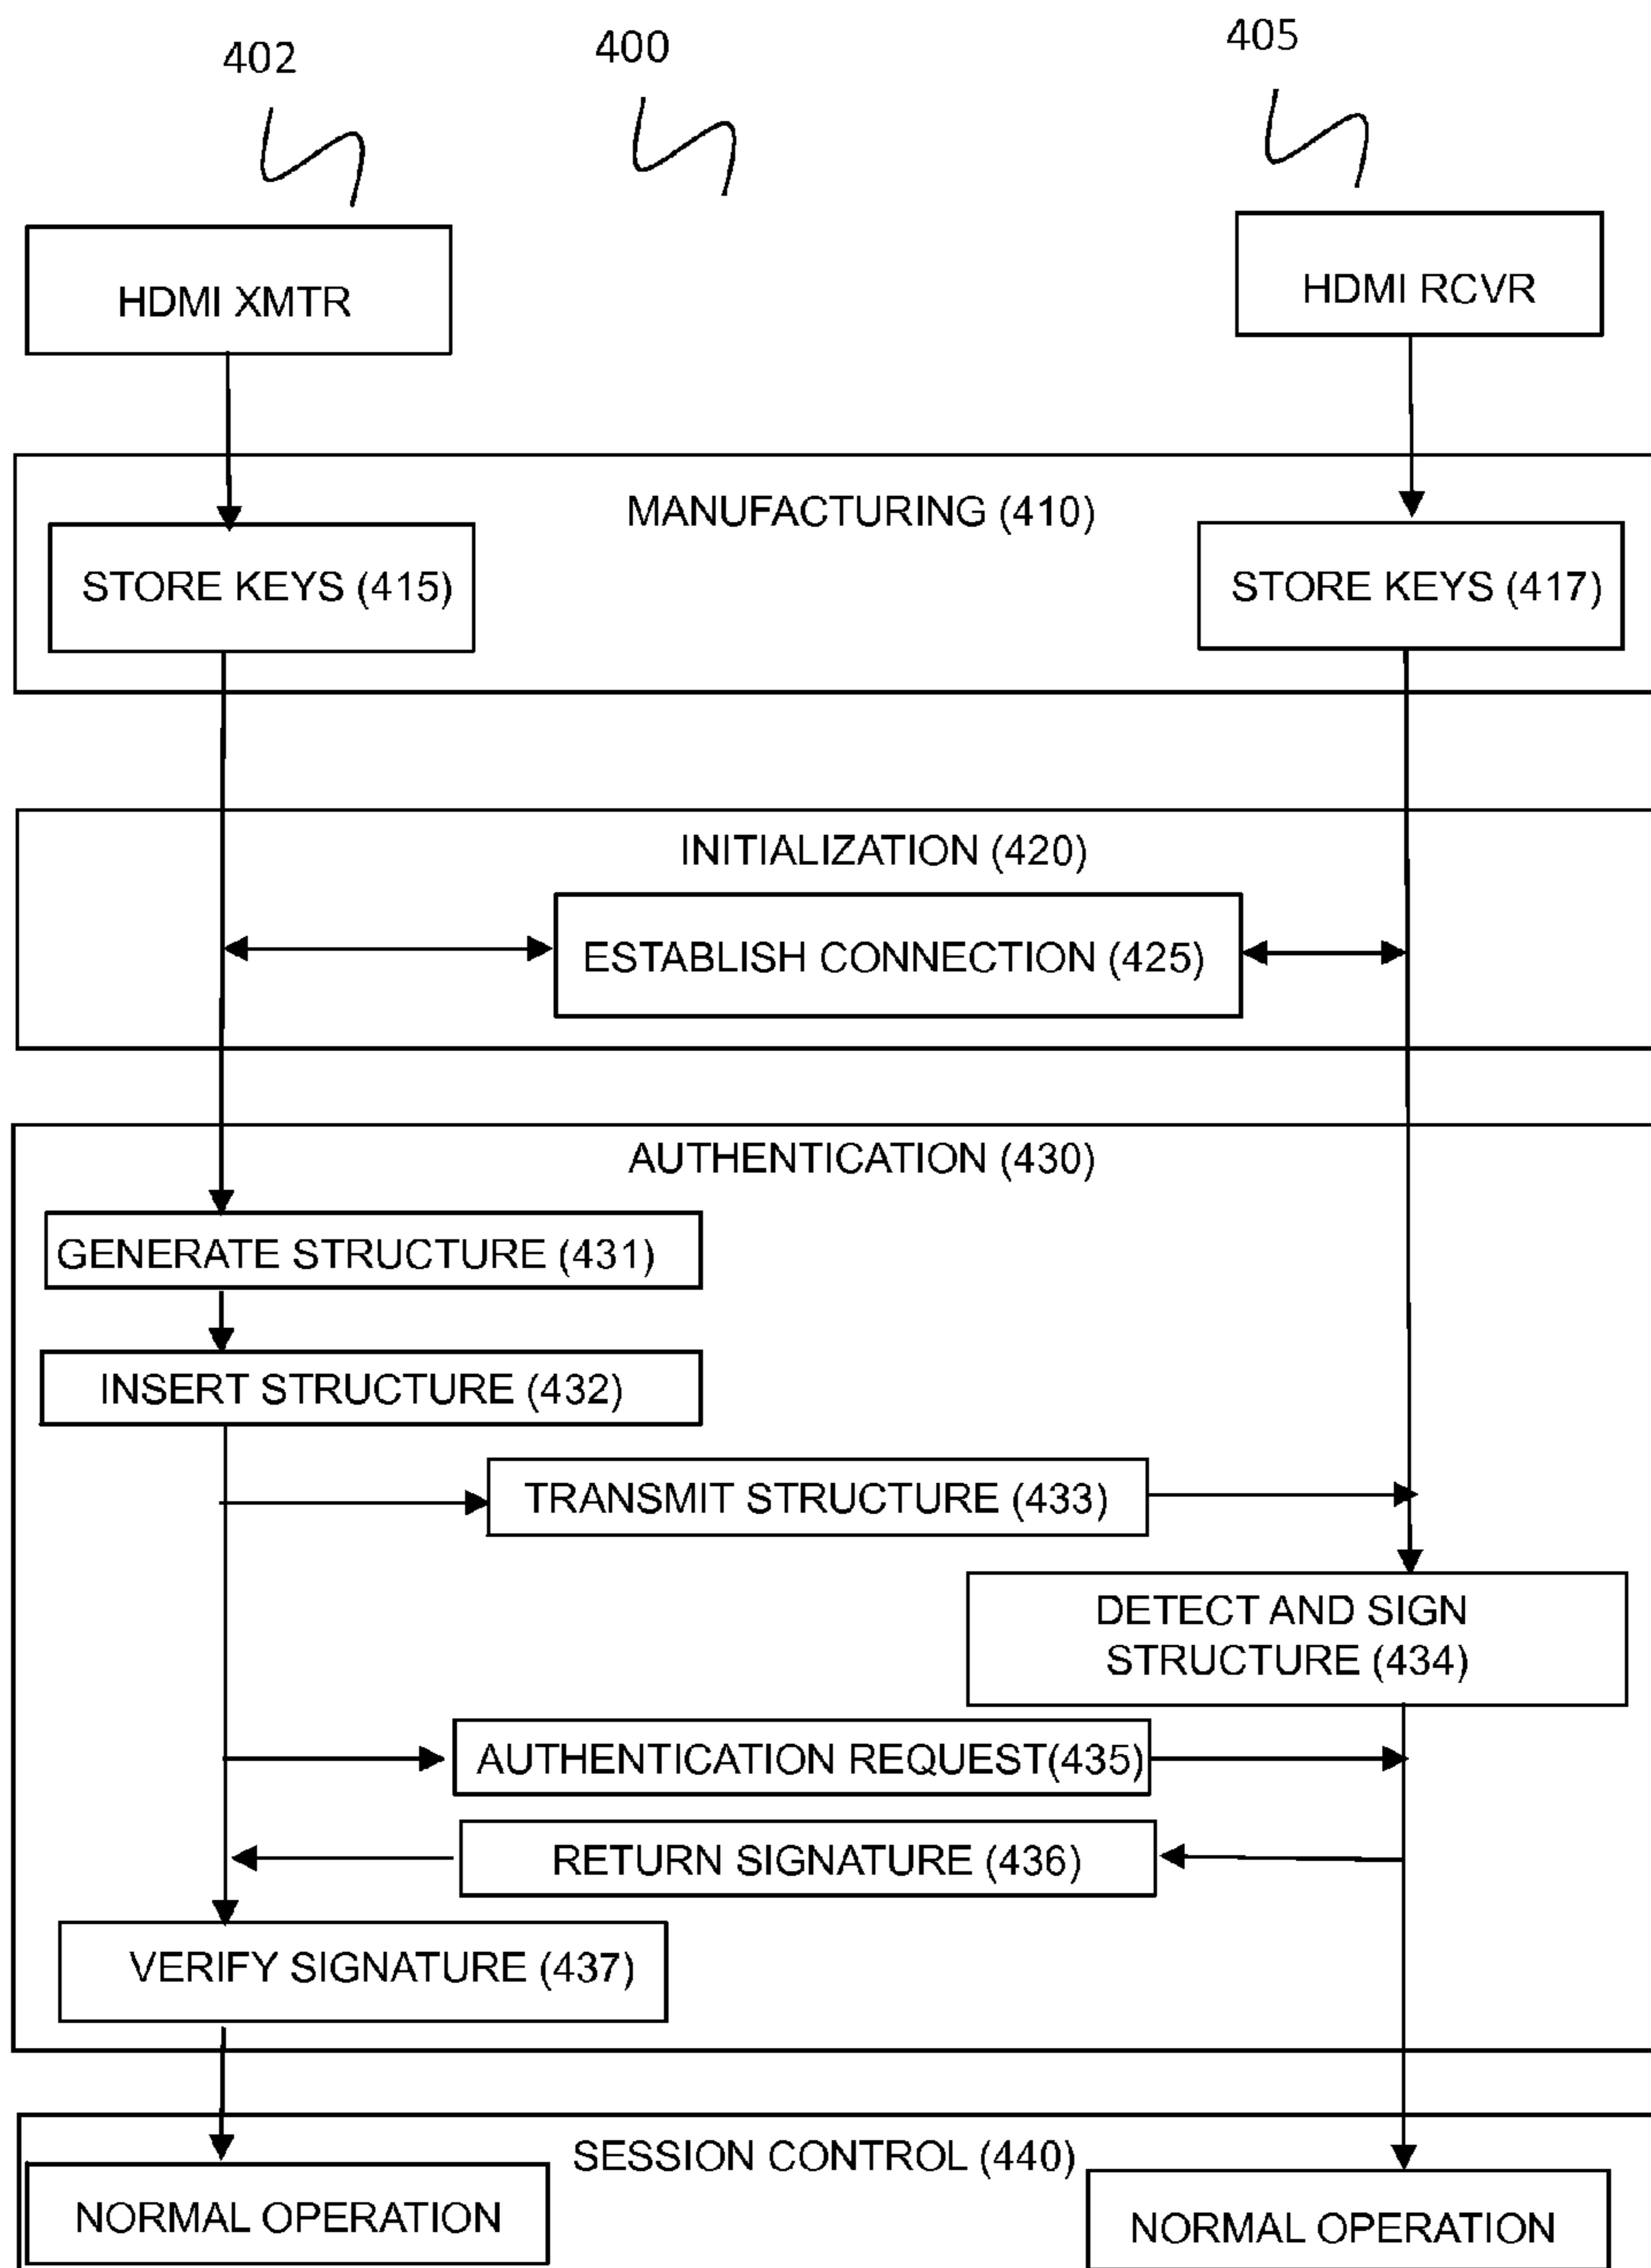 402
400
405
HDMI XMTR
HDMI RCVR
MANUFACTURING (410)
STORE KEYS (415)
STORE KEYS (417)
INITIALIZATION (420)
ESTABLISH CONNECTION (425)
AUTHENTICATION (430)
GENERATE STRUCTURE (431)
INSERT STRUCTURE (432)
TRANSMIT STRUCTURE (433)
DETECT AND SIGN
STRUCTURE (434)
AUTHENTICATION REQUEST(435)
RETURN SIGNATURE (436)
VERIFY SIGNATURE (437)
SESSION CONTROL (440)
NORMAL OPERATION
NORMAL OPERATION